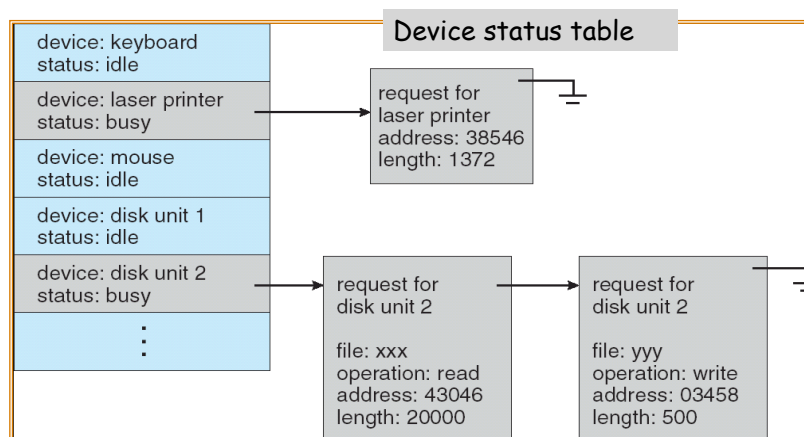 Device status table
device: keyboard
status: idle
device: laser printer
status: busy
device: mouse
status: idle
device: disk unit 1
status: idle
device: disk unit 2
status: busy
request for
laser printer
address: 38546
length: 1372
request for
disk unit 2
file: xxx
operation: read
address: 43046
length: 20000
request for
disk unit 2
file: yyy
operation: write
address: 03458
length: 500